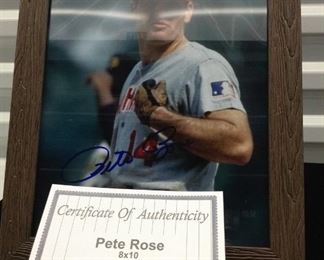 Certificate Of Authenticity
Pete Rose
8x10